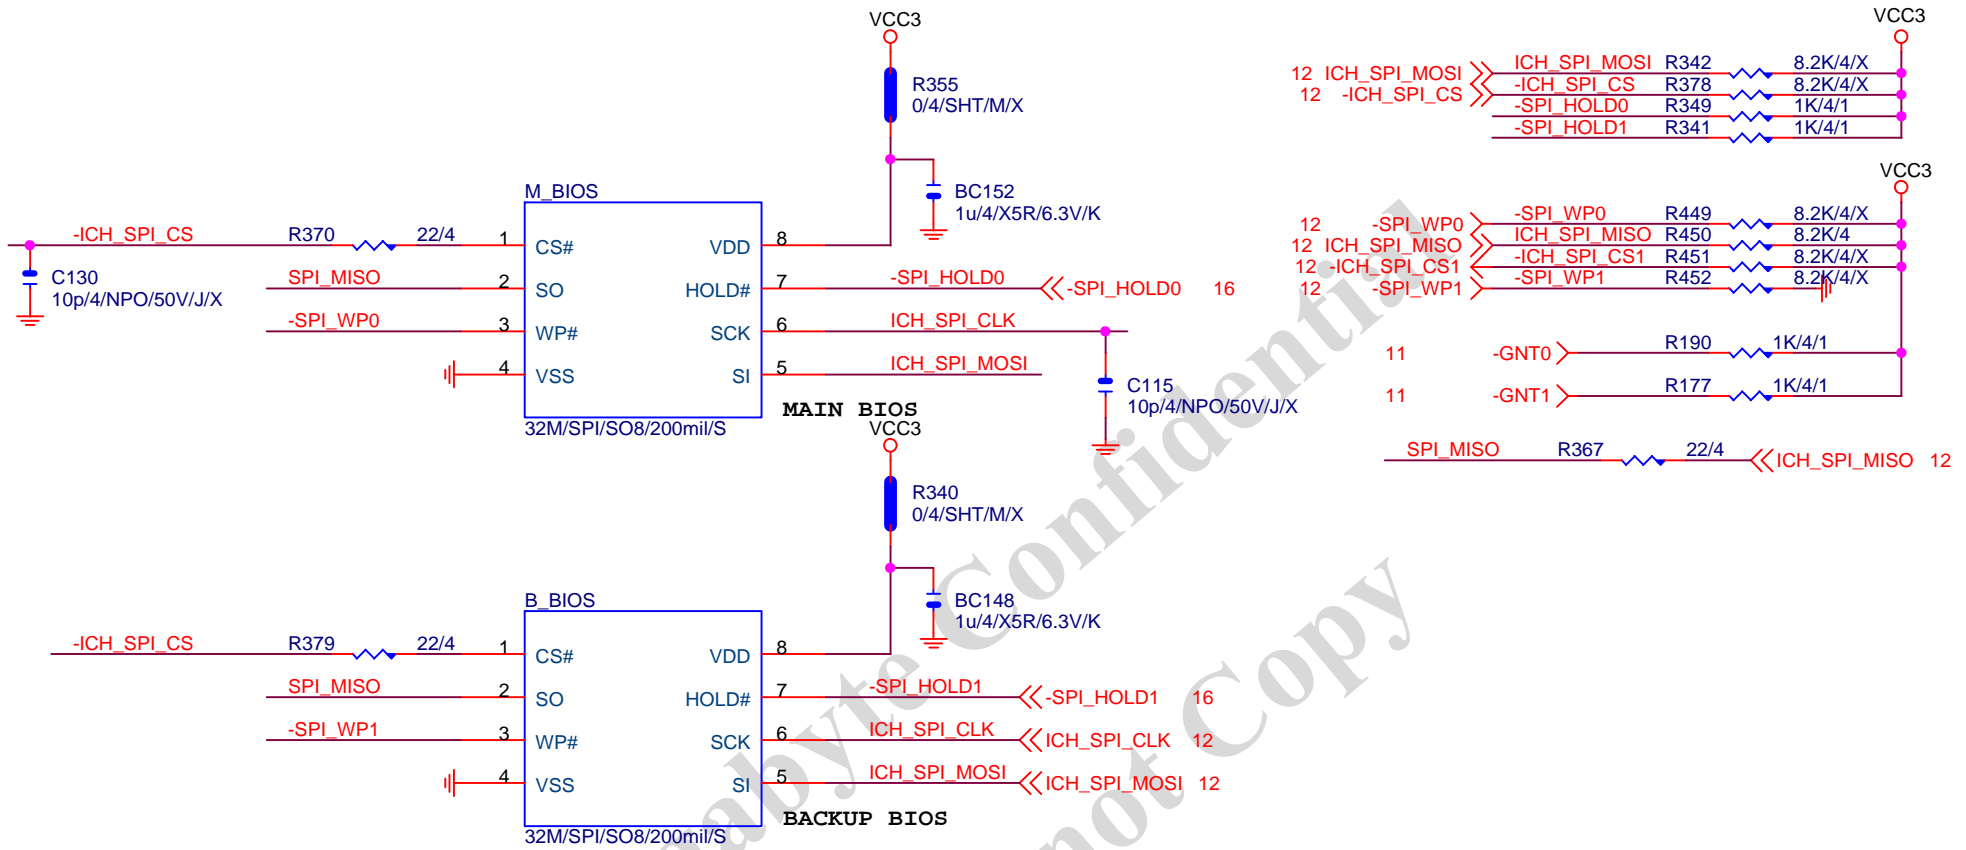 VCC3
R355
0/4/SHT/M/X
M_BIOS
BC152
1u/4/X5R/6.3V/K
-ICH_SPI_CS R370 22/4 1 CS# VDD 8
C130
10p/4/NPO/50V/J/X
SPI_MISO 2 SO HOLD# 7 -SPI_HOLD0 -SPI_HOLD0 16
-SPI_WP0 3 WP# SCK 6 ICH_SPI_CLK
4 VSS SI 5 ICH_SPI_MOSI
C115
10p/4/NPO/50V/J/X
MAIN BIOS
32M/SPI/SO8/200mil/S
VCC3
R340
0/4/SHT/M/X
B_BIOS
BC148
1u/4/X5R/6.3V/K
-ICH_SPI_CS R379 22/4 1 CS# VDD 8
SPI_MISO 2 SO HOLD# 7 -SPI_HOLD1 -SPI_HOLD1 16
-SPI_WP1 3 WP# SCK 6 ICH_SPI_CLK ICH_SPI_CLK 12
4 VSS SI 5 ICH_SPI_MOSI ICH_SPI_MOSI 12
BACKUP BIOS
32M/SPI/SO8/200mil/S
VCC3
12 ICH_SPI_MOSI ICH_SPI_MOSI R342 8.2K/4/X
12 -ICH_SPI_CS -ICH_SPI_CS R378 8.2K/4/X
-SPI_HOLD0 R349 1K/4/1
-SPI_HOLD1 R341 1K/4/1
VCC3
12 -SPI_WP0 -SPI_WP0 R449 8.2K/4/X
12 ICH_SPI_MISO ICH_SPI_MISO R450 8.2K/4
12 -ICH_SPI_CS1 -ICH_SPI_CS1 R451 8.2K/4/X
12 -SPI_WP1 -SPI_WP1 R452 8.2K/4/X
11 -GNT0 R190 1K/4/1
11 -GNT1 R177 1K/4/1
SPI_MISO R367 22/4 ICH_SPI_MISO 12
Confidential
not Copy